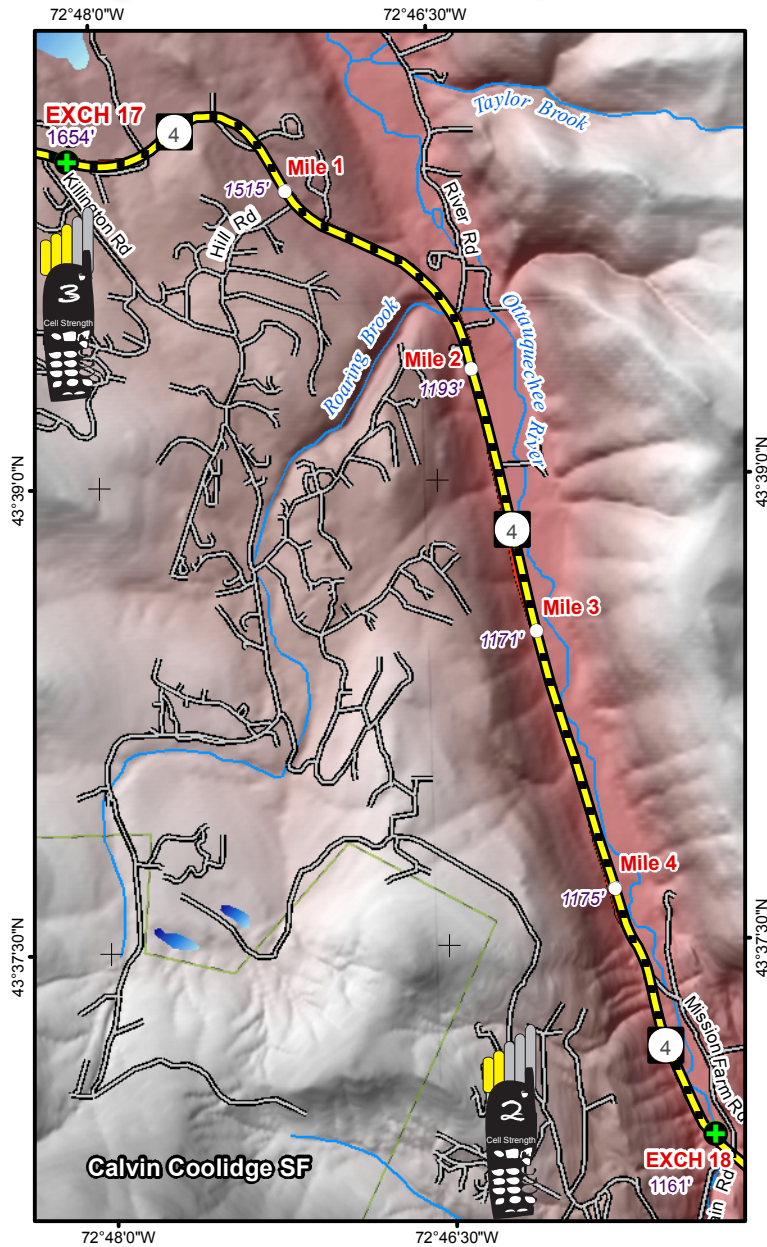 72°48'0"W
72°46'30"W
Taylor Brook
EXCH 17
1654'
4
Mile 1
1515'
Killington Rd
Hill Rd
River Rd
3
Cell Strength
Roaring Brook
Ottauquechee River
Mile 2
1193'
43°39'0"N
43°39'0"N
4
Mile 3
1171'
Mile 4
1175'
43°37'30"N
43°37'30"N
Mission Farm Rd
4
2
Cell Strength
EXCH 18
1161'
Calvin Coolidge SF
ain Rd
72°48'0"W
72°46'30"W